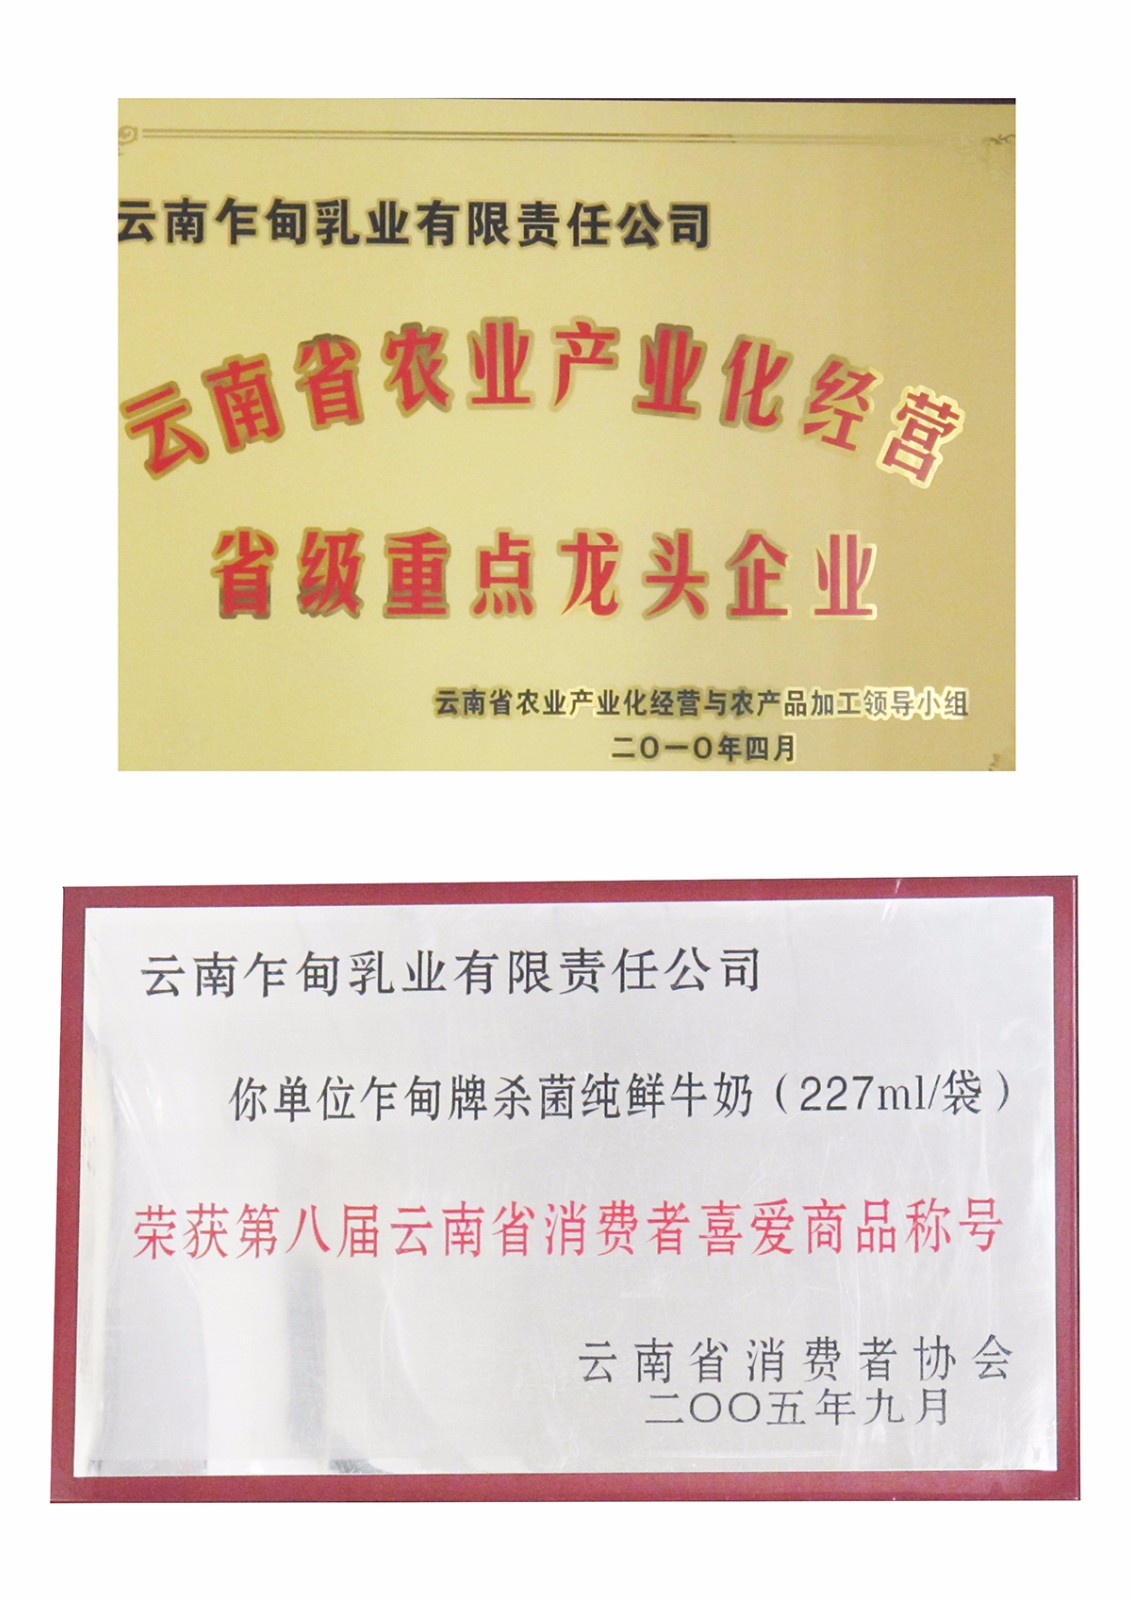 云南乍甸乳业有限责任公司
云南省农业产业化经营
省级重点龙头企业
云南省农业产业化经营与农产品加工领导小组
二〇一〇年四月
云南乍甸乳业有限责任公司
你单位乍甸牌杀菌纯鲜牛奶（227ml/袋）
荣获第八届云南省消费者喜爱商品称号
云南省消费者协会
二〇〇五年九月